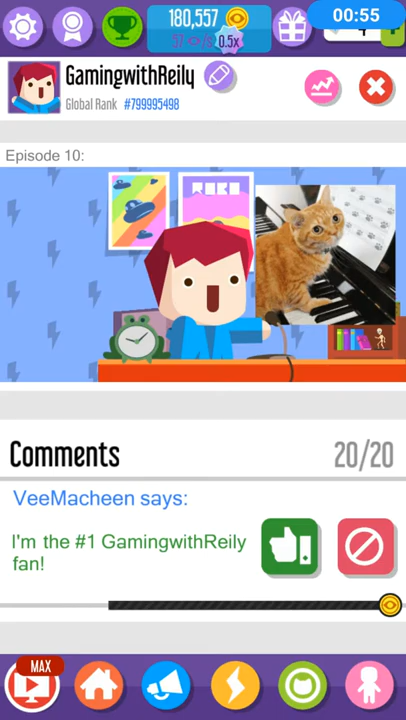 180,557
00:55
0.5x
GamingwithReily
Global Rank #799995498
Episode 10:
Comments 20/20
VeeMacheen says:
I'm the #1 GamingwithReily
fan!
MAX